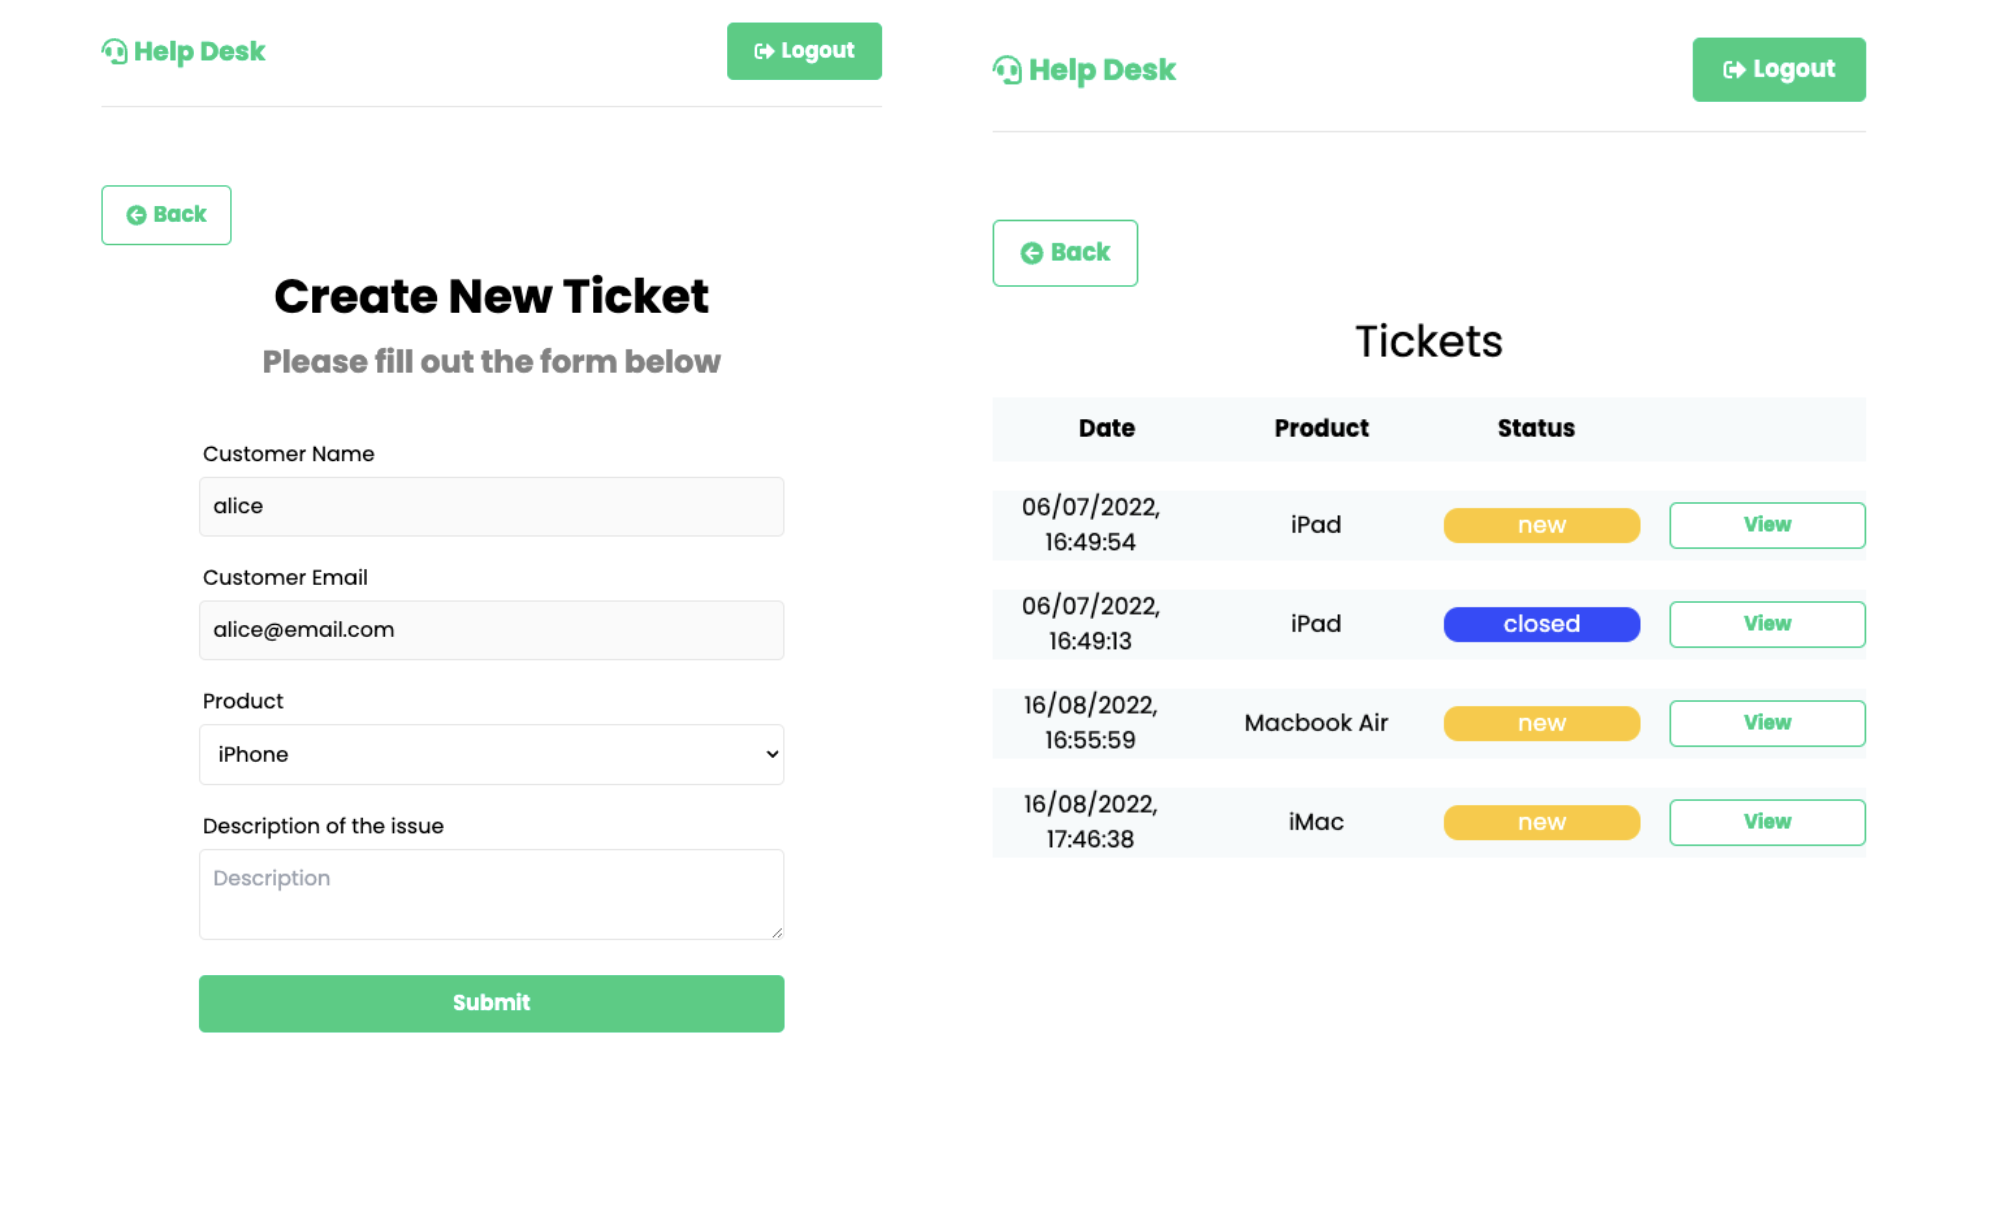 Help Desk
Logout
Back
Create New Ticket
Please fill out the form below
Customer Name
alice
Customer Email
alice@email.com
Product
iPhone
Description of the issue
Description
Submit
Help Desk
Logout
Back
Tickets
Date Product Status
06/07/2022,
16:49:54
iPad
new
View
06/07/2022,
16:49:13
iPad
closed
View
16/08/2022,
16:55:59
Macbook Air
new
View
16/08/2022,
17:46:38
iMac
new
View